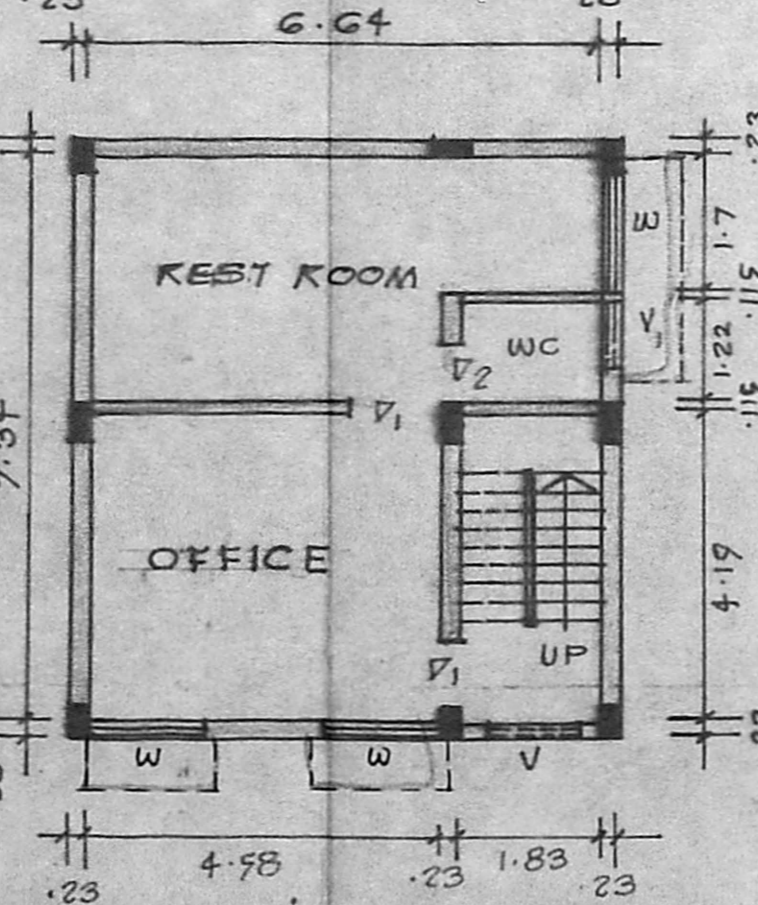 6.64
.23
W
1.7
REST ROOM
.115
V
WC
1.22
D2
D1
.115
4.19
OFFICE
UP
D1
W
W
V
4.98
1.83
.23
.23
.23